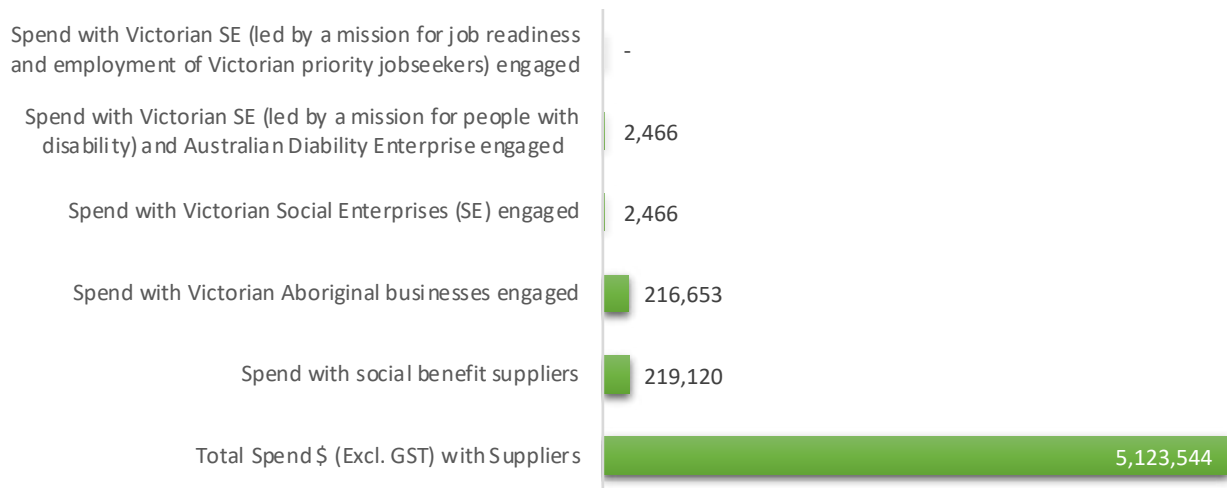 Spend with Victorian SE (led by a mission for job readiness
and employment of Victorian priority jobseekers) engaged
-
Spend with Victorian SE (led by a mission for people with
disability) and Australian Diability Enterprise engaged
2,466
Spend with Victorian Social Enterprises (SE) engaged
2,466
Spend with Victorian Aboriginal businesses engaged
216,653
Spend with social benefit suppliers
219,120
Total Spend $ (Excl. GST) with Suppliers
5,123,544